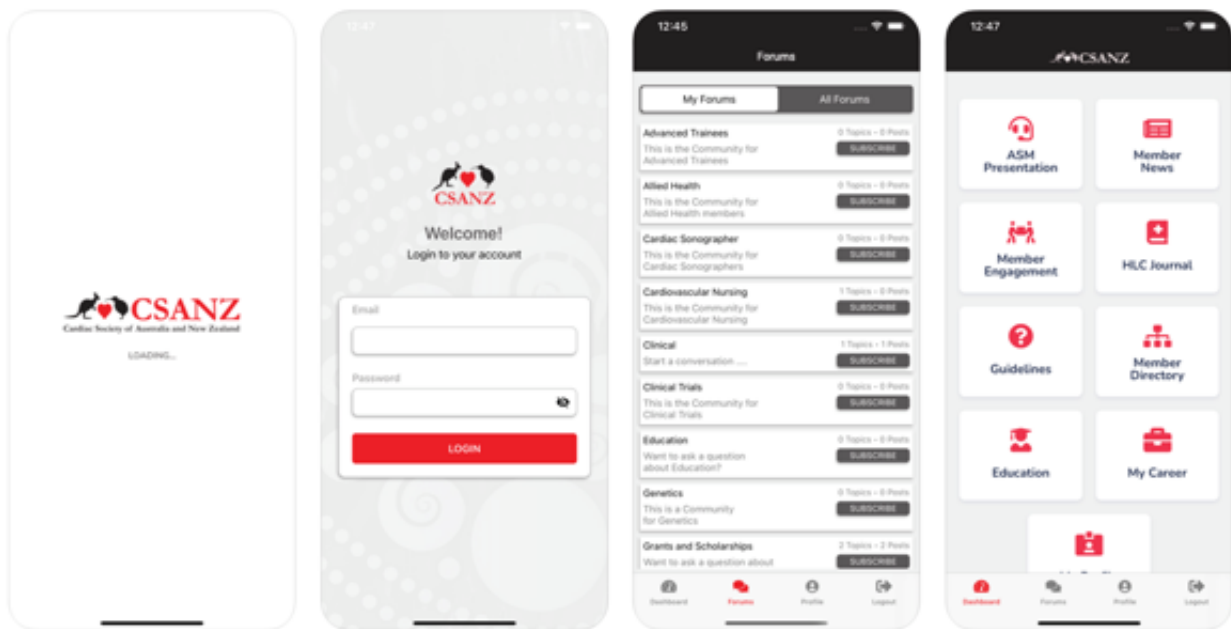 CSANZ
Cardiac Society of Australia and New Zealand
LOADING...
12:47
CSANZ
Welcome!
Login to your account
Email
Password
LOGIN
12:45
Forums
My Forums
All Forums
Advanced Trainees
0 Topics - 0 Posts
This is the Community for
Advanced Trainees
SUBSCRIBE
Allied Health
0 Topics - 0 Posts
This is the Community for
Allied Health members
SUBSCRIBE
Cardiac Sonographer
0 Topics - 0 Posts
This is the Community for
Cardiac Sonographers
SUBSCRIBE
Cardiovascular Nursing
1 Topics - 0 Posts
This is the Community for
Cardiovascular Nursing
SUBSCRIBE
Clinical
1 Topics - 1 Posts
Start a conversation ....
SUBSCRIBE
Clinical Trials
0 Topics - 0 Posts
This is the Community for
Clinical Trials
SUBSCRIBE
Education
0 Topics - 0 Posts
Want to ask a question
about Education?
SUBSCRIBE
Genetics
0 Topics - 0 Posts
This is a Community
for Genetics
SUBSCRIBE
Grants and Scholarships
2 Topics - 2 Posts
Want to ask a question about
SUBSCRIBE
Dashboard
Forums
Profile
Logout
12:47
CSANZ
ASM
Presentation
Member
News
Member
Engagement
HLC Journal
Guidelines
Member
Directory
Education
My Career
Dashboard
Forums
Profile
Logout